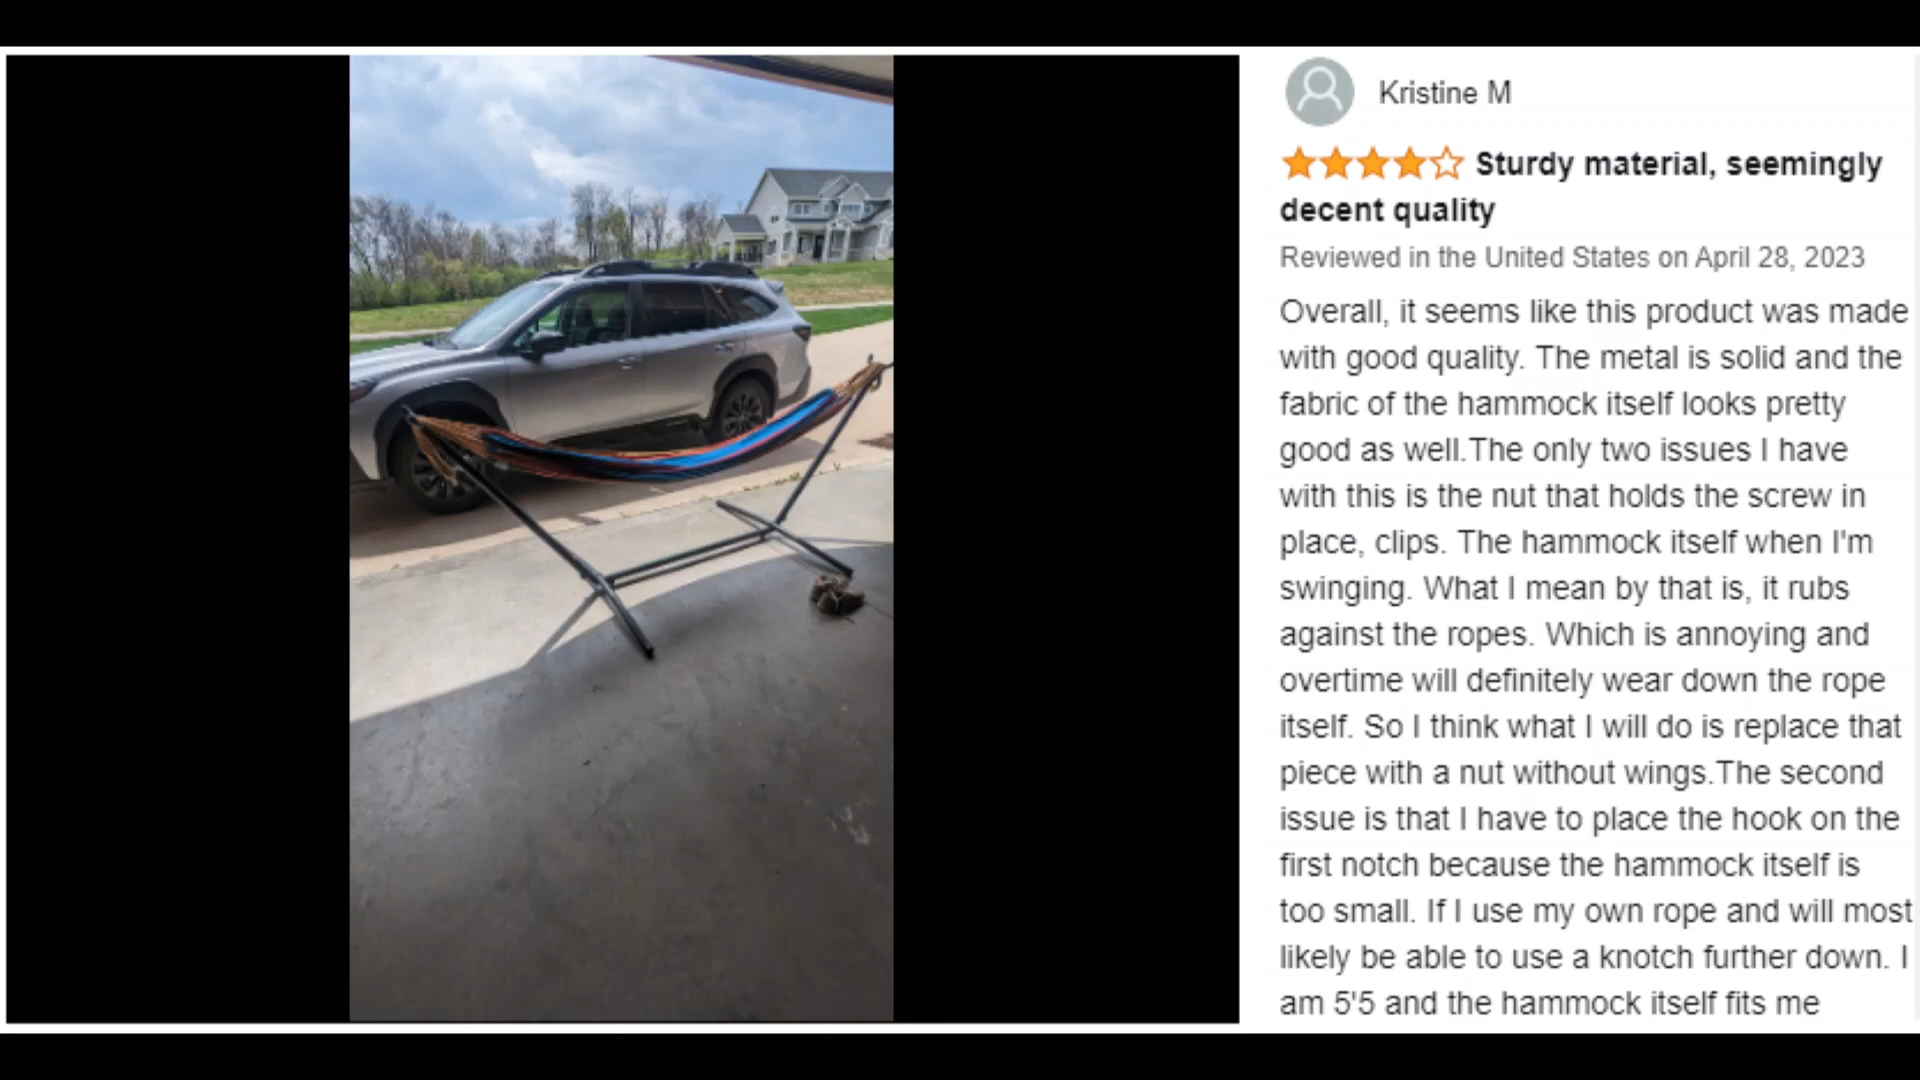 Kristine M
Sturdy material, seemingly
decent quality
Reviewed in the United States on April 28, 2023
Overall, it seems like this product was made
with good quality. The metal is solid and the
fabric of the hammock itself looks pretty
good as well.The only two issues I have
with this is the nut that holds the screw in
place, clips. The hammock itself when I'm
swinging. What I mean by that is, it rubs
against the ropes. Which is annoying and
overtime will definitely wear down the rope
itself. So I think what I will do is replace that
piece with a nut without wings.The second
issue is that I have to place the hook on the
first notch because the hammock itself is
too small. If I use my own rope and will most
likely be able to use a knotch further down. I
am 5'5 and the hammock itself fits me